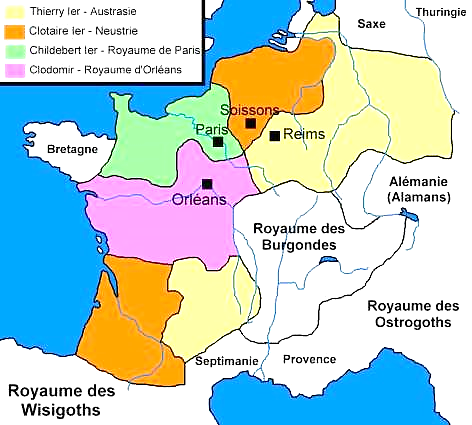 Thierry Ier - Austrasie
Clotaire Ier - Neustrie
Childebert Ier - Royaume de Paris
Clodomir - Royaume d'Orléans
Thuringie
Saxe
Soissons
Paris
Reims
Bretagne
Alémanie
(Alamans)
Orléans
Royaume des
Burgondes
Royaume des
Ostrogoths
Septimanie
Provence
Royaume des
Wisigoths